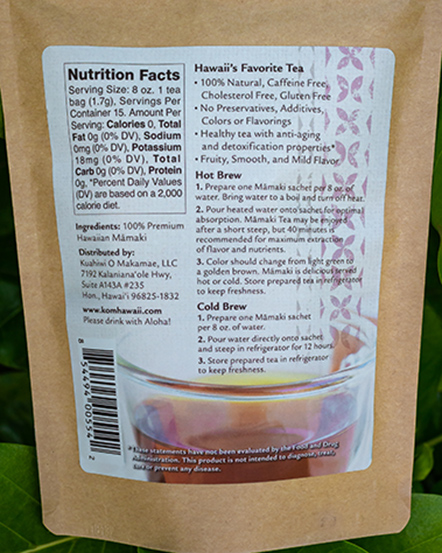 Nutrition Facts
Serving Size: 8 oz. 1 tea
bag (1.7g), Servings Per
Container 15. Amount Per
Serving: Calories 0, Total
Fat 0g (0% DV), Sodium
0mg (0% DV), Potassium
18mg (0% DV), Total
Carb 0g (0% DV), Protein
0g. *Percent Daily Values
(DV) are based on a 2,000
calorie diet.
Ingredients: 100% Premium
Hawaiian Māmaki
Distributed by:
Kuahiwi O Makamae, LLC
7192 Kalaniana'ole Hwy,
Suite A143A #235
Hon., Hawai'i 96825-1832
www.komhawaii.com
Please drink with Aloha!
Hawaii's Favorite Tea
• 100% Natural, Caffeine Free,
Cholesterol Free, Gluten Free
• No Preservatives, Additives,
Colors or Flavorings
• Healthy tea with anti-aging
and detoxification properties*
• Fruity, Smooth, and Mild Flavor
Hot Brew
1. Prepare one Māmaki sachet per 8 oz. of
water. Bring water to a boil and turn off heat.
2. Pour heated water onto sachet for optimal
absorption. Māmaki Tea may be enjoyed
after a short steep, but 40 minutes is
recommended for maximum extraction
of flavor and nutrients.
3. Color should change from light green to
a golden brown. Māmaki is delicious served
hot or cold. Store prepared tea in refrigerator
to keep freshness.
Cold Brew
1. Prepare one Māmaki sachet
per 8 oz. of water.
2. Pour water directly onto sachet
and steep in refrigerator for 12 hours.
3. Store prepared tea in refrigerator
to keep freshness.
*These statements have not been evaluated by the Food and Drug
Administration. This product is not intended to diagnose, treat,
or prevent any disease.